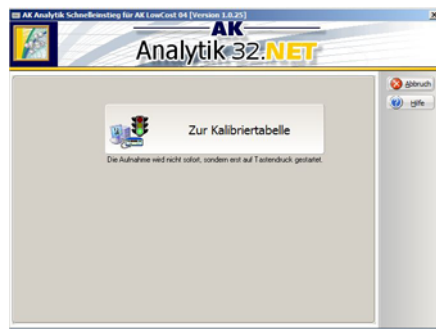 AK Analytik Schnelleinstieg für AK LowCost 04 [Version 1.0.25]
AK
Analytik 32.NET
Abbruch
Hilfe
Zur Kalibriertabelle
Die Aufnahme wird nicht sofort, sondern erst auf Tastendruck gestartet.